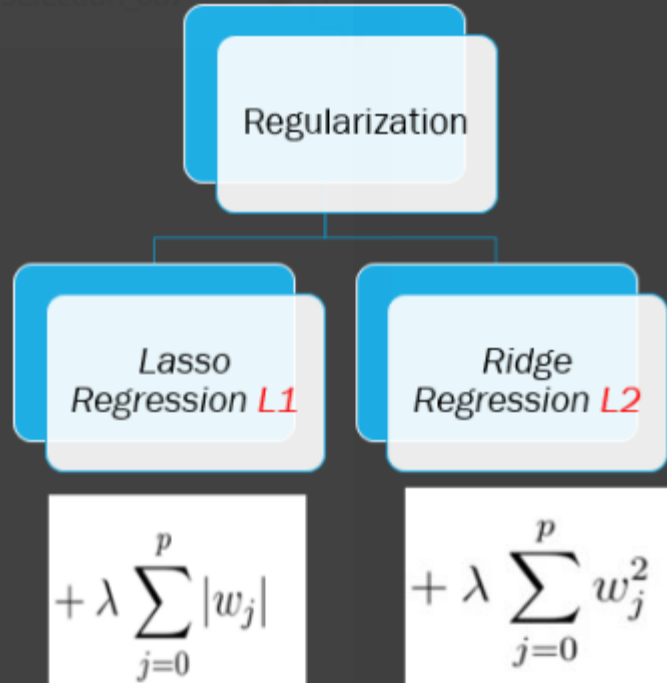 Regularization
Lasso
Regression L1
Ridge
Regression L2
+ λ ∑_{j=0}^{p} |w_j|
+ λ ∑_{j=0}^{p} w_j^2